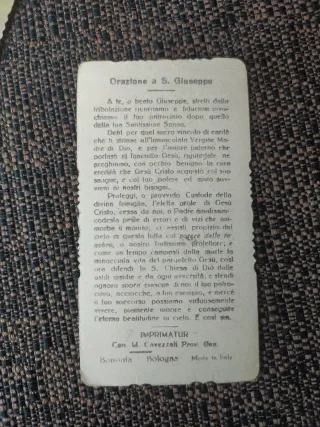 Orazione a S. Giuseppe
A te, o beato Giuseppe, stretti dalla
tribolazione ricorriamo e fiduciosi invo-
chiamo il tuo patrocinio dopo quello
della tua Santissima Sposa.
Deh! per quel sacro vincolo di carità
che ti strinse all'Immacolata Vergine Ma-
dre di Dio, e per l'amore paterno che
portasti al fanciullo Gesù, riguarda, te ne
preghiamo, con occhio benigno la cara
eredità che Gesù Cristo acquistò col suo
sangue, e col tuo potere ed aiuto sov-
vieni ai nostri bisogni.
Proteggi, o provvido Custode della
divina famiglia, l'eletta prole di Gesù
Cristo, cessa da noi, o Padre amatissimo
codesta peste di errori e di vizi che am-
morba il mondo; ci assisti propizio dal
cielo in questa lotta col potere delle te-
nebre, o nostro fortissimo protettore; e
come un tempo campasti dalla morte la
minacciata vita del pargoletto Gesù, così
ora difendi la S. Chiesa di Dio dalle
ostili insidie e da ogni avversità; e stendi
ognora sopra ciascun di noi il tuo patro-
cinio, acciocchè, a tuo esempio, e mercè
il tuo soccorso possiamo virtuosamente
vivere, piamente morire e conseguire
l'eterna beatitudine in cielo. E così sia.
IMPRIMATUR
Can. M. Cavezzali Prov. Gen.
Bologna Made in Italy